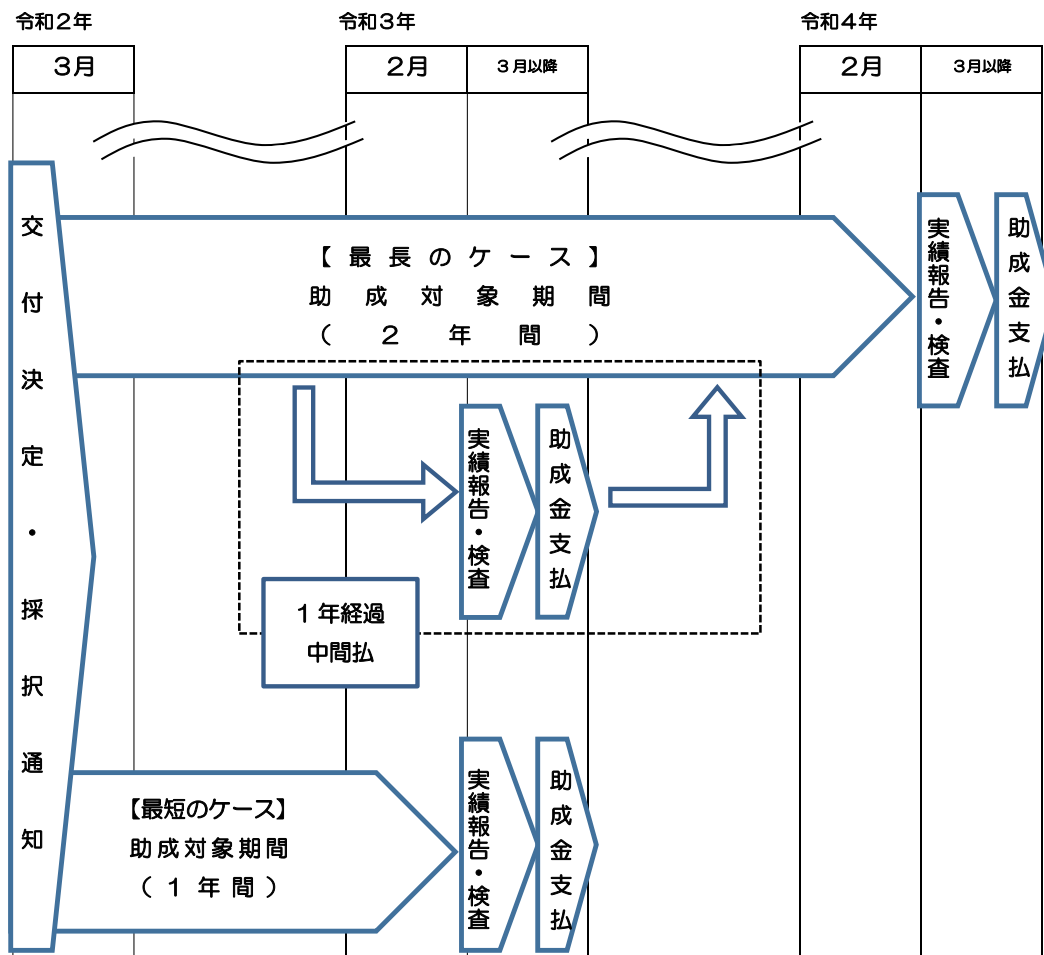 令和2年
令和3年
令和4年
3月
2月
3月以降
2月
3月以降
交付決定・採択通知
【最長のケース】
助成対象期間
(2年間)
実績報告・検査
助成金支払
実績報告・検査
助成金支払
1年経過
中間払
【最短のケース】
助成対象期間
(1年間)
実績報告・検査
助成金支払